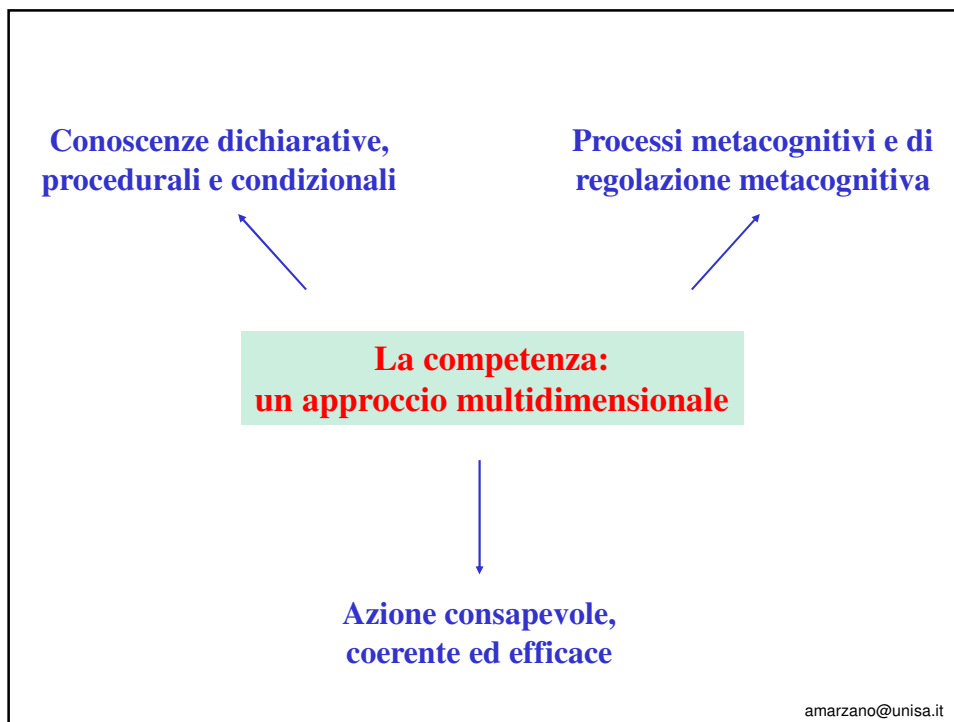 Conoscenze dichiarative,
procedurali e condizionali
Processi metacognitivi e di
regolazione metacognitiva
La competenza:
un approccio multidimensionale
Azione consapevole,
coerente ed efficace
amarzano@unisa.it